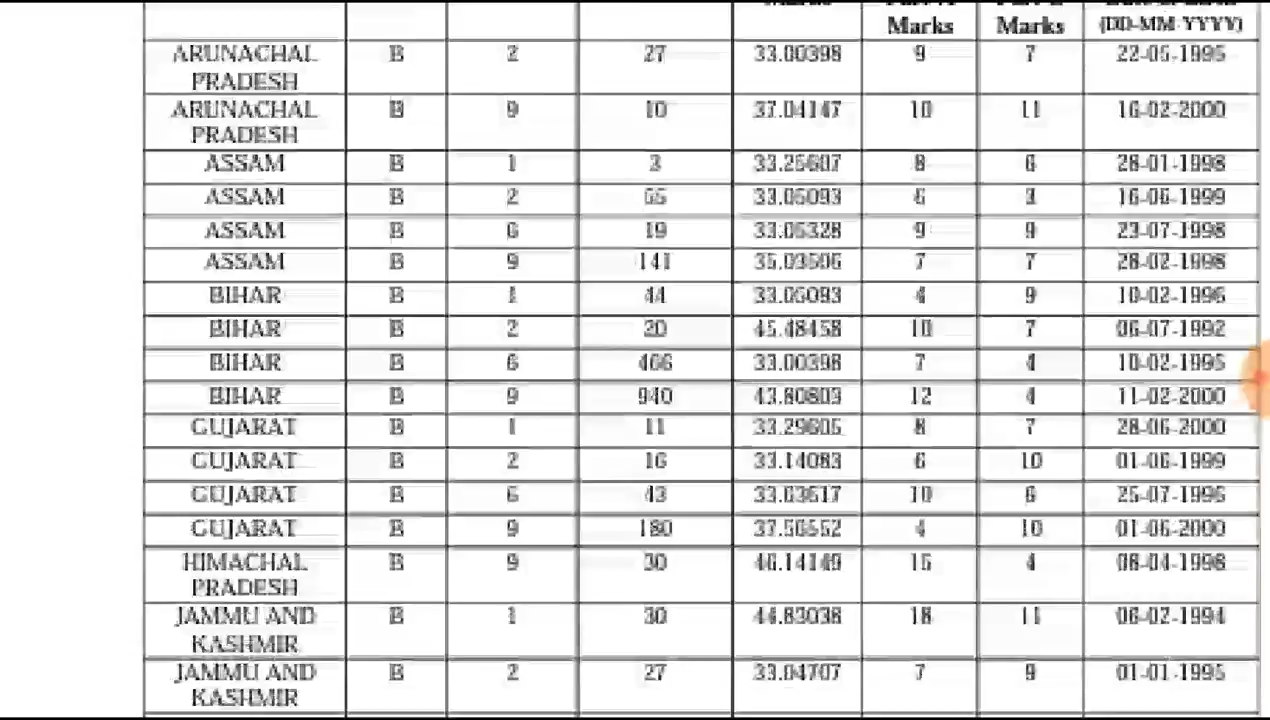 Marks Marks (DD-MM-YYYY)
ARUNACHAL B 2 27 33.00398 9 7 22-05-1995
PRADESH
ARUNACHAL B 9 10 37.04147 10 11 16-02-2000
PRADESH
ASSAM B 1 3 33.25607 8 6 28-01-1998
ASSAM B 2 55 33.05093 6 3 16-06-1999
ASSAM B 6 19 33.05328 9 9 23-07-1998
ASSAM B 9 141 35.03506 7 7 28-02-1998
BIHAR B 1 44 33.05093 4 9 10-02-1996
BIHAR B 2 20 45.48458 10 7 06-07-1992
BIHAR B 6 466 33.00398 7 4 10-02-1995
BIHAR B 9 940 43.80803 12 4 11-02-2000
GUJARAT B 1 11 33.29605 8 7 28-06-2000
GUJARAT B 2 16 33.14083 6 10 01-06-1999
GUJARAT B 6 43 33.03617 10 6 25-07-1996
GUJARAT B 9 180 37.56552 4 10 01-06-2000
HIMACHAL B 9 30 46.14149 15 4 08-04-1998
PRADESH
JAMMU AND B 1 30 44.83038 18 11 06-02-1994
KASHMIR
JAMMU AND B 2 27 33.04707 7 9 01-01-1995
KASHMIR